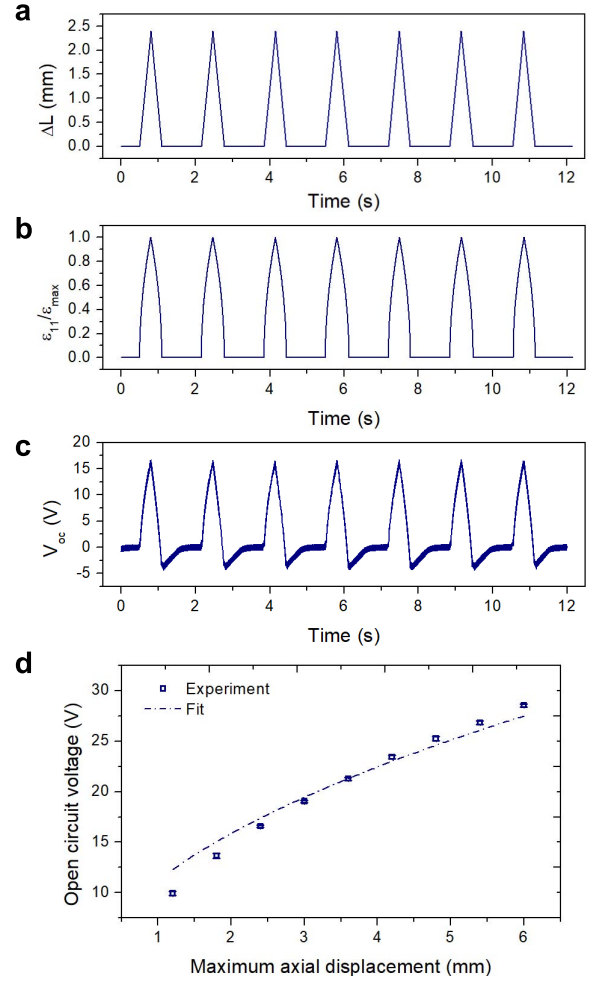 a
2.5
2.0
1.5
1.0
0.5
0.0
ΔL (mm)
0 2 4 6 8 10 12
Time (s)
b
1.0
0.8
0.6
0.4
0.2
0.0
ε11/εmax
0 2 4 6 8 10 12
Time (s)
c
20
15
10
5
0
-5
Voc (V)
0 2 4 6 8 10 12
Time (s)
d
Experiment
Fit
30
25
20
15
10
Open circuit voltage (V)
1 2 3 4 5 6
Maximum axial displacement (mm)